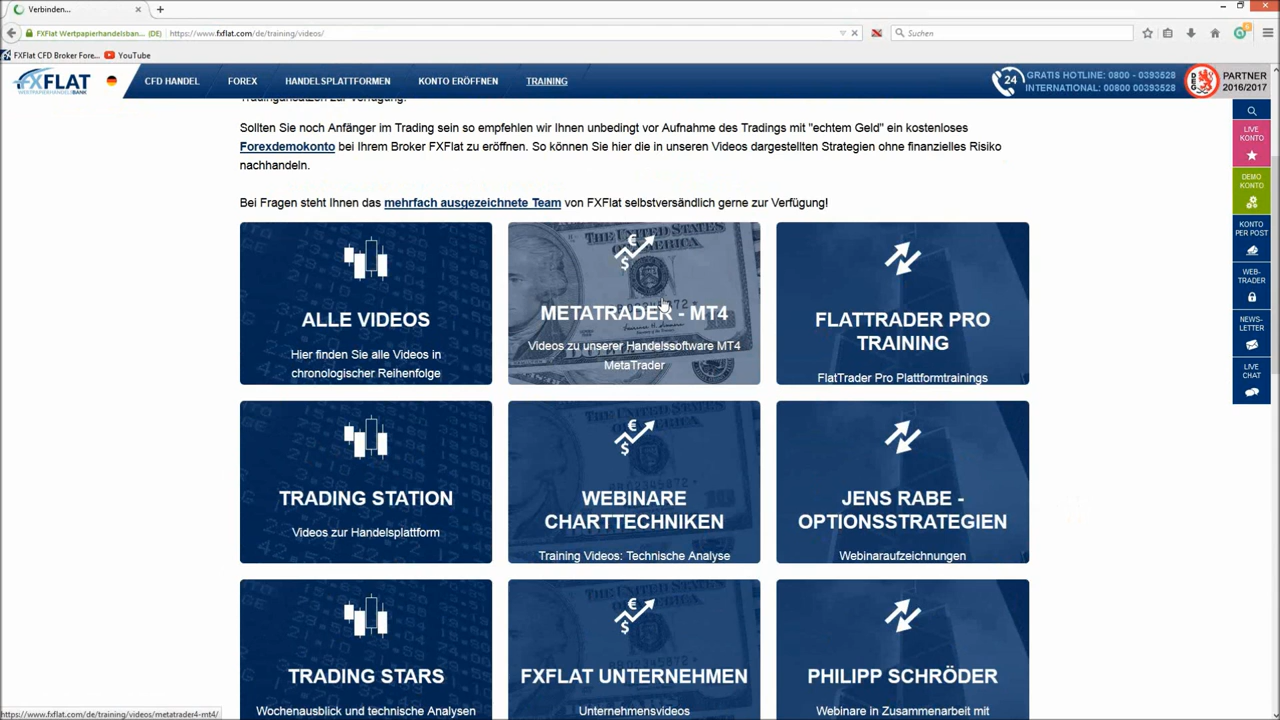 Verbinden...
FXFlat Wertpapierhandelsban... (DE)
https://www.fxflat.com/de/training/videos/
Suchen
FXFlat CFD Broker Fore...
YouTube
FXFLAT
WERTPAPIERHANDELSBANK
CFD HANDEL
FOREX
HANDELSPLATTFORMEN
KONTO ERÖFFNEN
TRAINING
24
GRATIS HOTLINE: 0800 - 0393528
INTERNATIONAL: 00800 00393528
DEG
PARTNER
2016/2017
Tradingansätzen zur Verfügung.
Sollten Sie noch Anfänger im Trading sein so empfehlen wir Ihnen unbedingt vor Aufnahme des Tradings mit "echtem Geld" ein kostenloses
Forexdemokonto bei Ihrem Broker FXFlat zu eröffnen. So können Sie hier die in unseren Videos dargestellten Strategien ohne finanzielles Risiko
nachhandeln.
Bei Fragen steht Ihnen das mehrfach ausgezeichnete Team von FXFlat selbstversändlich gerne zur Verfügung!
ALLE VIDEOS
Hier finden Sie alle Videos in
chronologischer Reihenfolge
METATRADER - MT4
Videos zu unserer Handelssoftware MT4
MetaTrader
FLATTRADER PRO
TRAINING
FlatTrader Pro Plattformtrainings
TRADING STATION
Videos zur Handelsplattform
WEBINARE
CHARTTECHNIKEN
Training Videos: Technische Analyse
JENS RABE -
OPTIONSSTRATEGIEN
Webinaraufzeichnungen
TRADING STARS
Wochenausblick und technische Analysen
FXFLAT UNTERNEHMEN
Unternehmensvideos
PHILIPP SCHRÖDER
Webinare in Zusammenarbeit mit
LIVE
KONTO
DEMO
KONTO
KONTO
PER POST
WEB-
TRADER
NEWS-
LETTER
LIVE
CHAT
https://www.fxflat.com/de/training/videos/metatrader4-mt4/